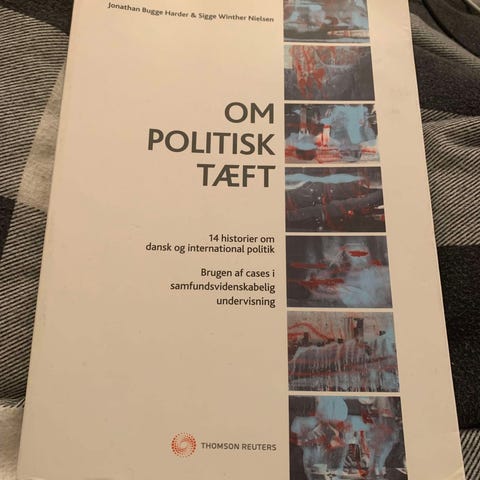 Jonathan Bugge Harder & Sigge Winther Nielsen
OM
POLITISK
TÆFT
14 historier om
dansk og international politik
Brugen af cases i
samfundsvidenskabelig
undervisning
THOMSON REUTERS